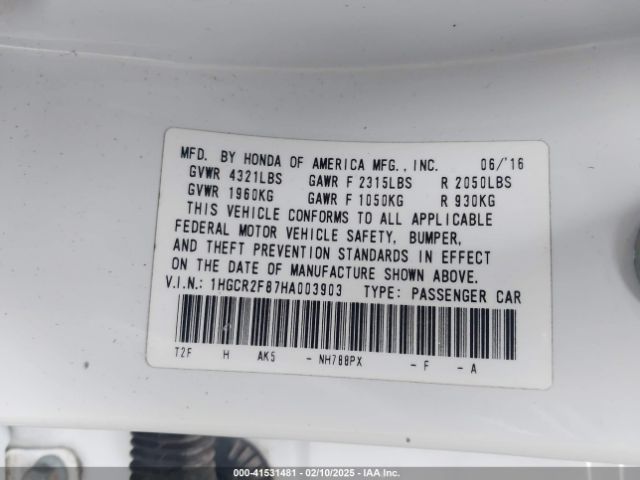 MFD. BY HONDA OF AMERICA MFG., INC. 06/'16
GVWR 4321LBS GAWR F 2315LBS R 2050LBS
GVWR 1960KG GAWR F 1050KG R 930KG
THIS VEHICLE CONFORMS TO ALL APPLICABLE
FEDERAL MOTOR VEHICLE SAFETY, BUMPER,
AND THEFT PREVENTION STANDARDS IN EFFECT
ON THE DATE OF MANUFACTURE SHOWN ABOVE.
V.I.N.: 1HGCR2F87HA003903 TYPE: PASSENGER CAR
T2F H AK5 - NH788PX - F - A
000-41531481 - 02/10/2025 - IAA